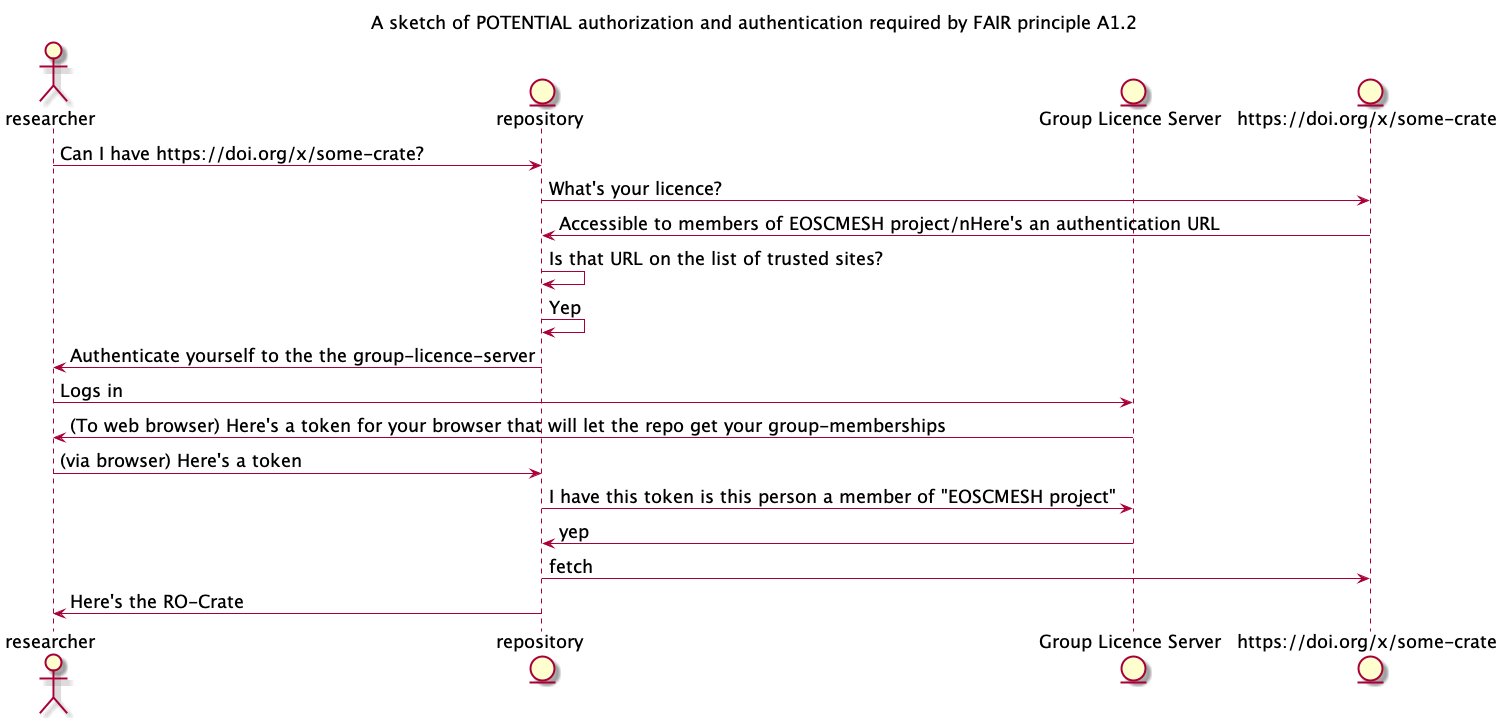 A sketch of POTENTIAL authorization and authentication required by FAIR principle A1.2
researcher
repository
Group Licence Server
https://doi.org/x/some-crate
Can I have https://doi.org/x/some-crate?
What's your licence?
Accessible to members of EOSCMESH project/nHere's an authentication URL
Is that URL on the list of trusted sites?
Yep
Authenticate yourself to the the group-licence-server
Logs in
(To web browser) Here's a token for your browser that will let the repo get your group-memberships
(via browser) Here's a token
I have this token is this person a member of "EOSCMESH project"
yep
fetch
Here's the RO-Crate
researcher
repository
Group Licence Server
https://doi.org/x/some-crate